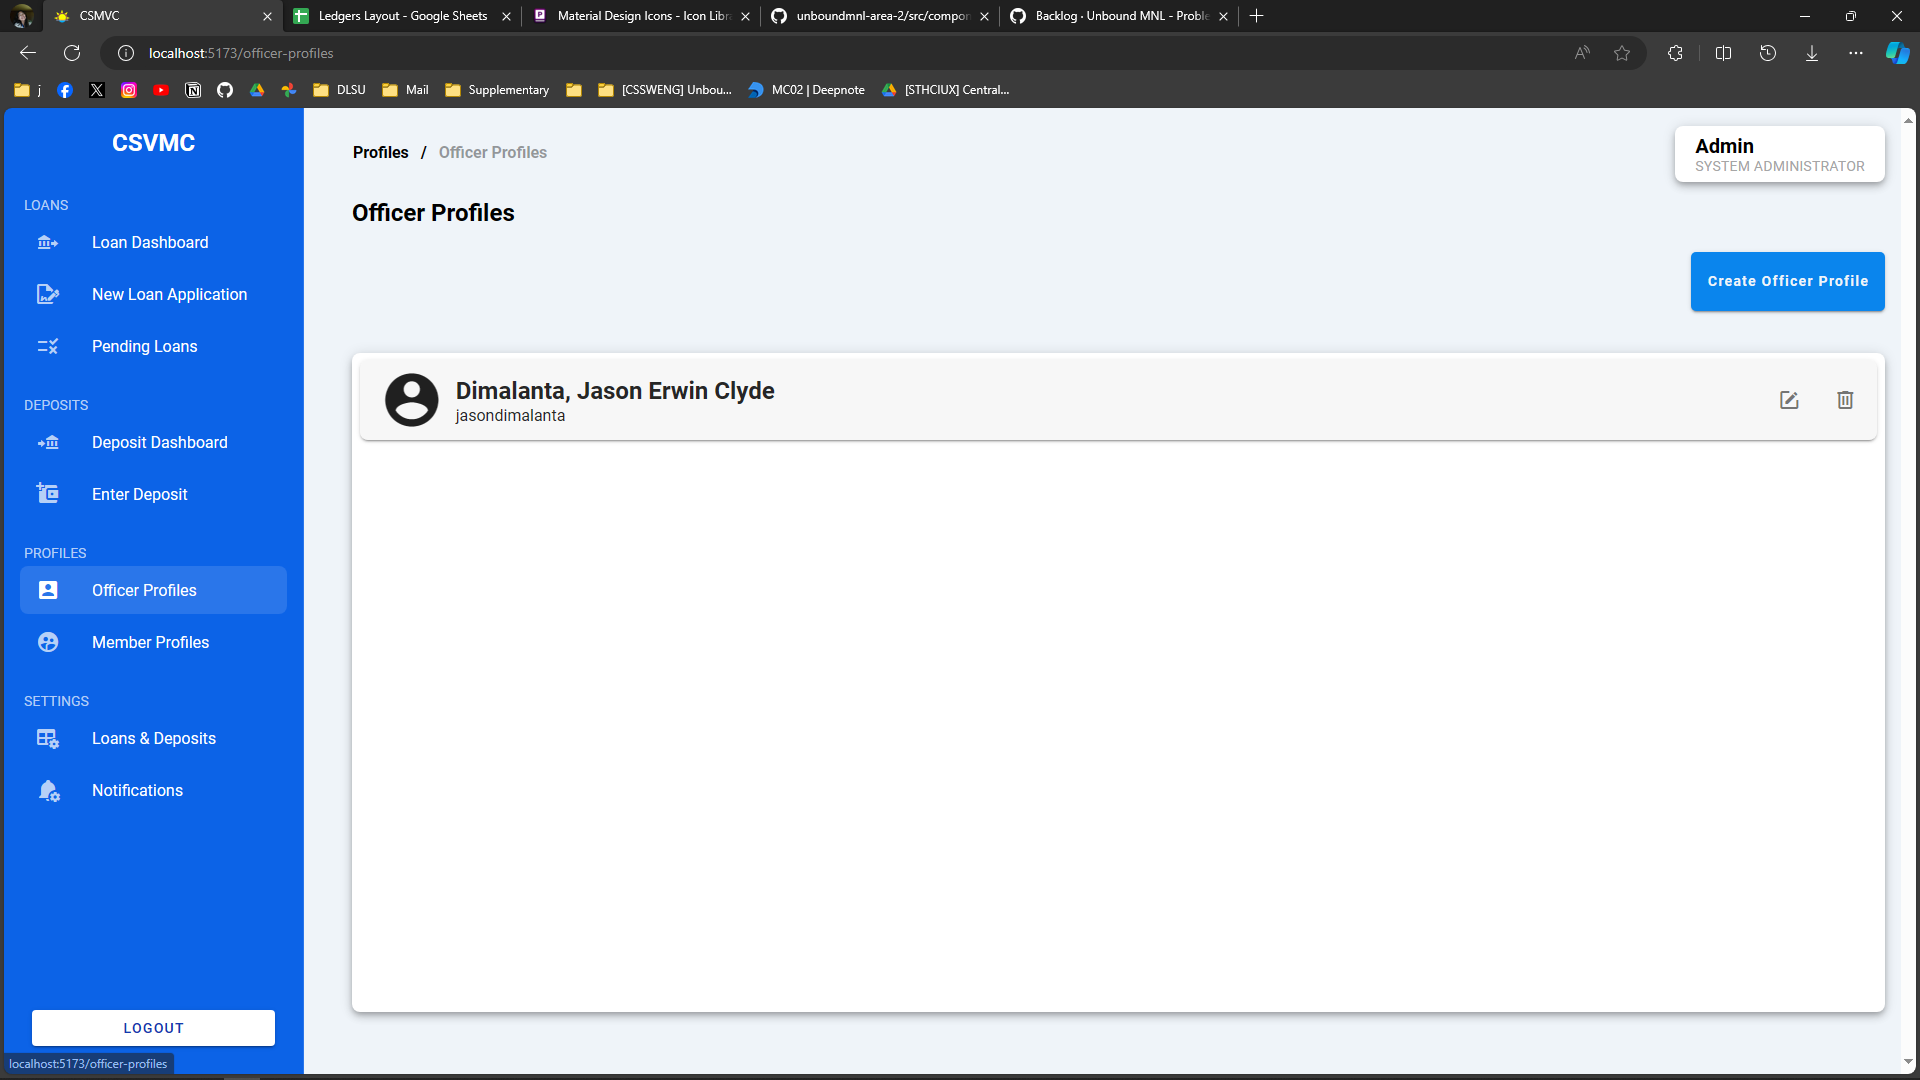 CSMVC
Ledgers Layout - Google Sheets
Material Design Icons - Icon Libr
unboundmnl-area-2/src/compon
Backlog · Unbound MNL - Proble
localhost:5173/officer-profiles
j
DLSU
Mail
Supplementary
[CSSWENG] Unbou...
MC02 | Deepnote
[STHCIUX] Central...
CSVMC
LOANS
Loan Dashboard
New Loan Application
Pending Loans
DEPOSITS
Deposit Dashboard
Enter Deposit
PROFILES
Officer Profiles
Member Profiles
SETTINGS
Loans & Deposits
Notifications
LOGOUT
localhost:5173/officer-profiles
Profiles / Officer Profiles
Admin
SYSTEM ADMINISTRATOR
Officer Profiles
Create Officer Profile
Dimalanta, Jason Erwin Clyde
jasondimalanta